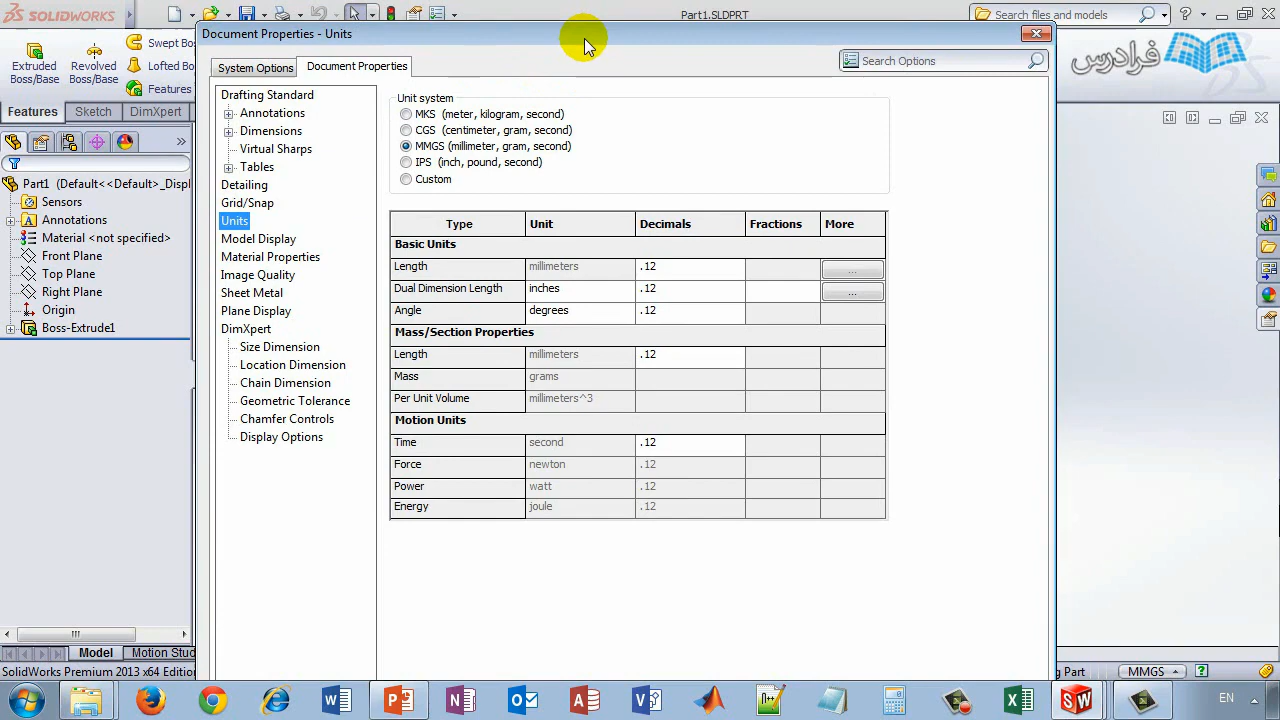 SOLIDWORKS
Part1.SLDPRT
Search files and models
Document Properties - Units
Extruded
Boss/Base
Revolved
Boss/Base
Swept Bo
Lofted Bo
Features
System Options
Document Properties
Search Options
فرادرس
Features
Sketch
DimXpert
Part1 (Default<<Default>_Displ
Sensors
Annotations
Material <not specified>
Front Plane
Top Plane
Right Plane
Origin
Boss-Extrude1
Drafting Standard
Annotations
Dimensions
Virtual Sharps
Tables
Detailing
Grid/Snap
Units
Model Display
Material Properties
Image Quality
Sheet Metal
Plane Display
DimXpert
Size Dimension
Location Dimension
Chain Dimension
Geometric Tolerance
Chamfer Controls
Display Options
Unit system
MKS (meter, kilogram, second)
CGS (centimeter, gram, second)
MMGS (millimeter, gram, second)
IPS (inch, pound, second)
Custom
Type Unit Decimals Fractions More
Basic Units
Length millimeters .12 ...
Dual Dimension Length inches .12 ...
Angle degrees .12
Mass/Section Properties
Length millimeters .12
Mass grams
Per Unit Volume millimeters^3
Motion Units
Time second .12
Force newton .12
Power watt .12
Energy joule .12
Model
Motion Stud
SolidWorks Premium 2013 x64 Edition
g Part
MMGS
EN